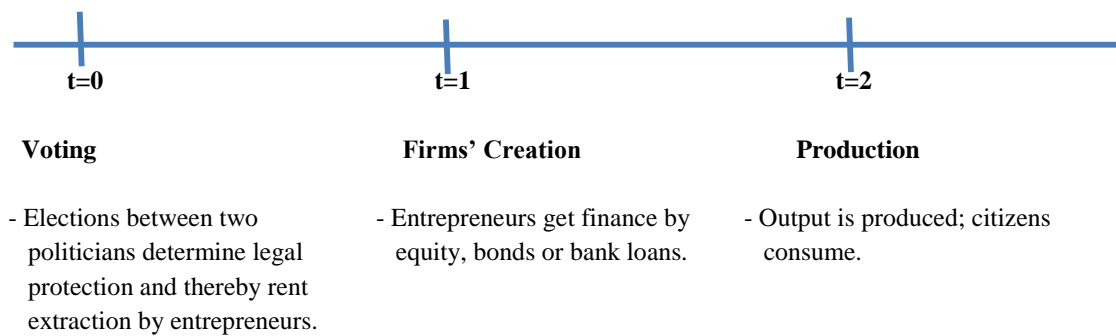 t=0 t=1 t=2
Voting Firms’ Creation Production
- Elections between two
politicians determine legal
protection and thereby rent
extraction by entrepreneurs.
- Entrepreneurs get finance by
equity, bonds or bank loans.
- Output is produced; citizens
consume.